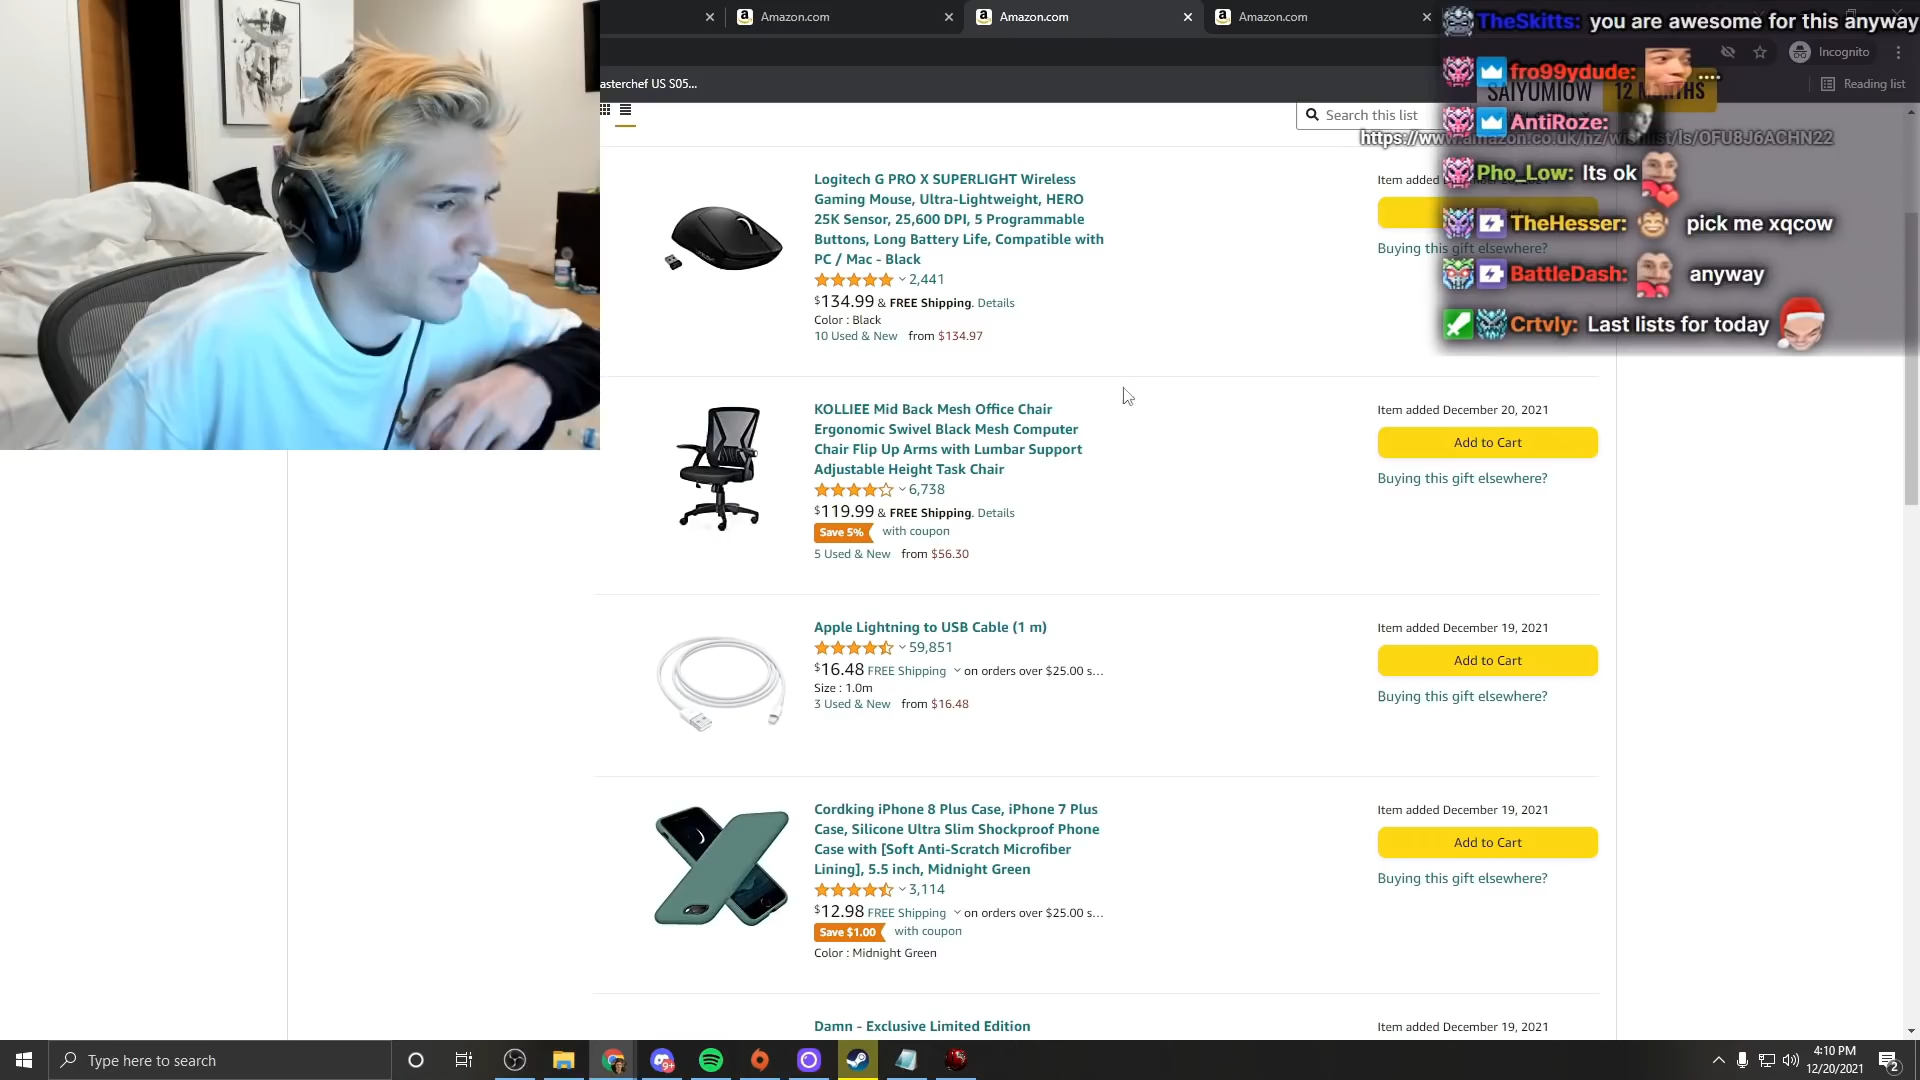 Amazon.com
Amazon.com
Amazon.com
Incognito
asterchef US S05...
Reading list
Search this list
TheSkitts: you are awesome for this anyway
fro99ydude: ....
SAIYUMIOW 12 MONTHS
AntiRoze:
https://www.amazon.co.uk/hz/wishlist/ls/OFU8J6ACHN22
Pho_Low: Its ok
TheHesser: pick me xqcow
BattleDash: anyway
Crtvly: Last lists for today
Logitech G PRO X SUPERLIGHT Wireless
Gaming Mouse, Ultra-Lightweight, HERO
25K Sensor, 25,600 DPI, 5 Programmable
Buttons, Long Battery Life, Compatible with
PC / Mac - Black
2,441
$134.99 & FREE Shipping. Details
Color : Black
10 Used & New from $134.97
Item added
Buying this gift elsewhere?
KOLLIEE Mid Back Mesh Office Chair
Ergonomic Swivel Black Mesh Computer
Chair Flip Up Arms with Lumbar Support
Adjustable Height Task Chair
6,738
$119.99 & FREE Shipping. Details
Save 5% with coupon
5 Used & New from $56.30
Item added December 20, 2021
Add to Cart
Buying this gift elsewhere?
Apple Lightning to USB Cable (1 m)
59,851
$16.48 FREE Shipping on orders over $25.00 s...
Size : 1.0m
3 Used & New from $16.48
Item added December 19, 2021
Add to Cart
Buying this gift elsewhere?
Cordking iPhone 8 Plus Case, iPhone 7 Plus
Case, Silicone Ultra Slim Shockproof Phone
Case with [Soft Anti-Scratch Microfiber
Lining], 5.5 inch, Midnight Green
3,114
$12.98 FREE Shipping on orders over $25.00 s...
Save $1.00 with coupon
Color : Midnight Green
Item added December 19, 2021
Add to Cart
Buying this gift elsewhere?
Damn - Exclusive Limited Edition
Item added December 19, 2021
Type here to search
9+
4:10 PM
12/20/2021
2